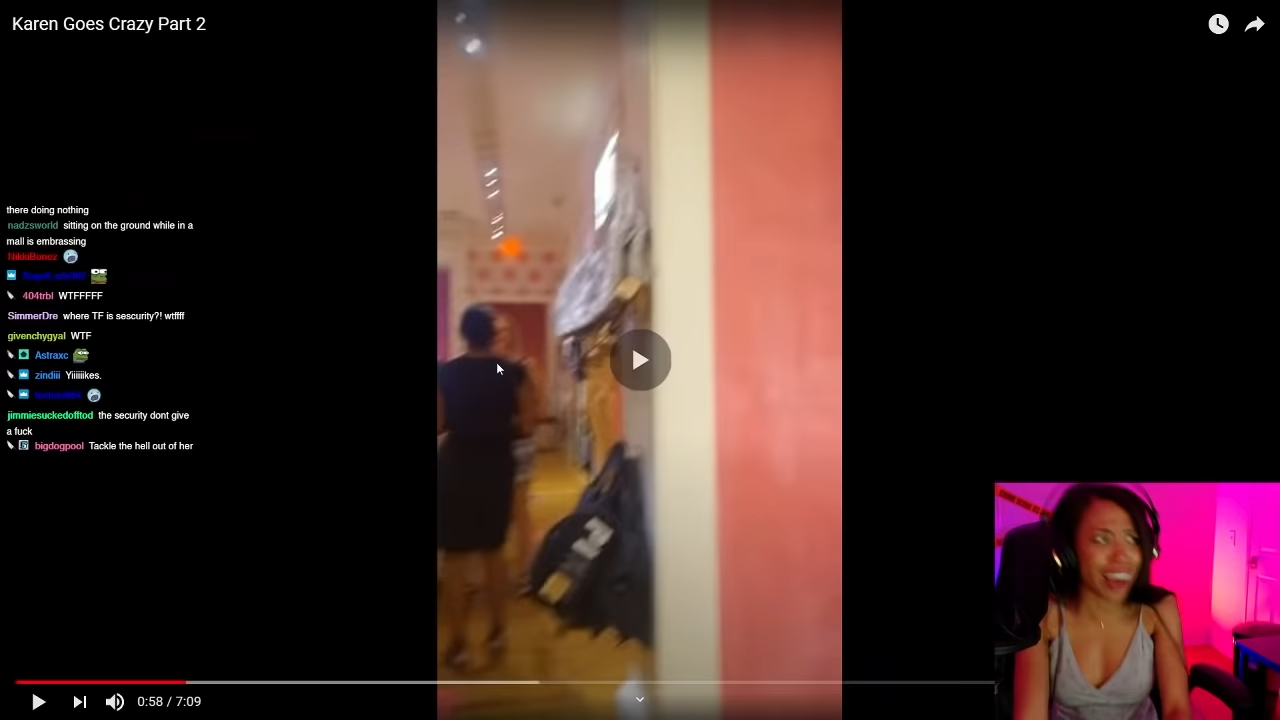 Karen Goes Crazy Part 2
there doing nothing
nadzsworld sitting on the ground while in a
mall is embrassing
NikkiBonez
404trbl WTFFFFF
SimmerDre where TF is sescurity?! wtffff
givenchygyal WTF
Astraxc
zindiii Yiiiiiikes.
jimmiesuckedofftod the security dont give
a fuck
bigdogpool Tackle the hell out of her
0:58 / 7:09